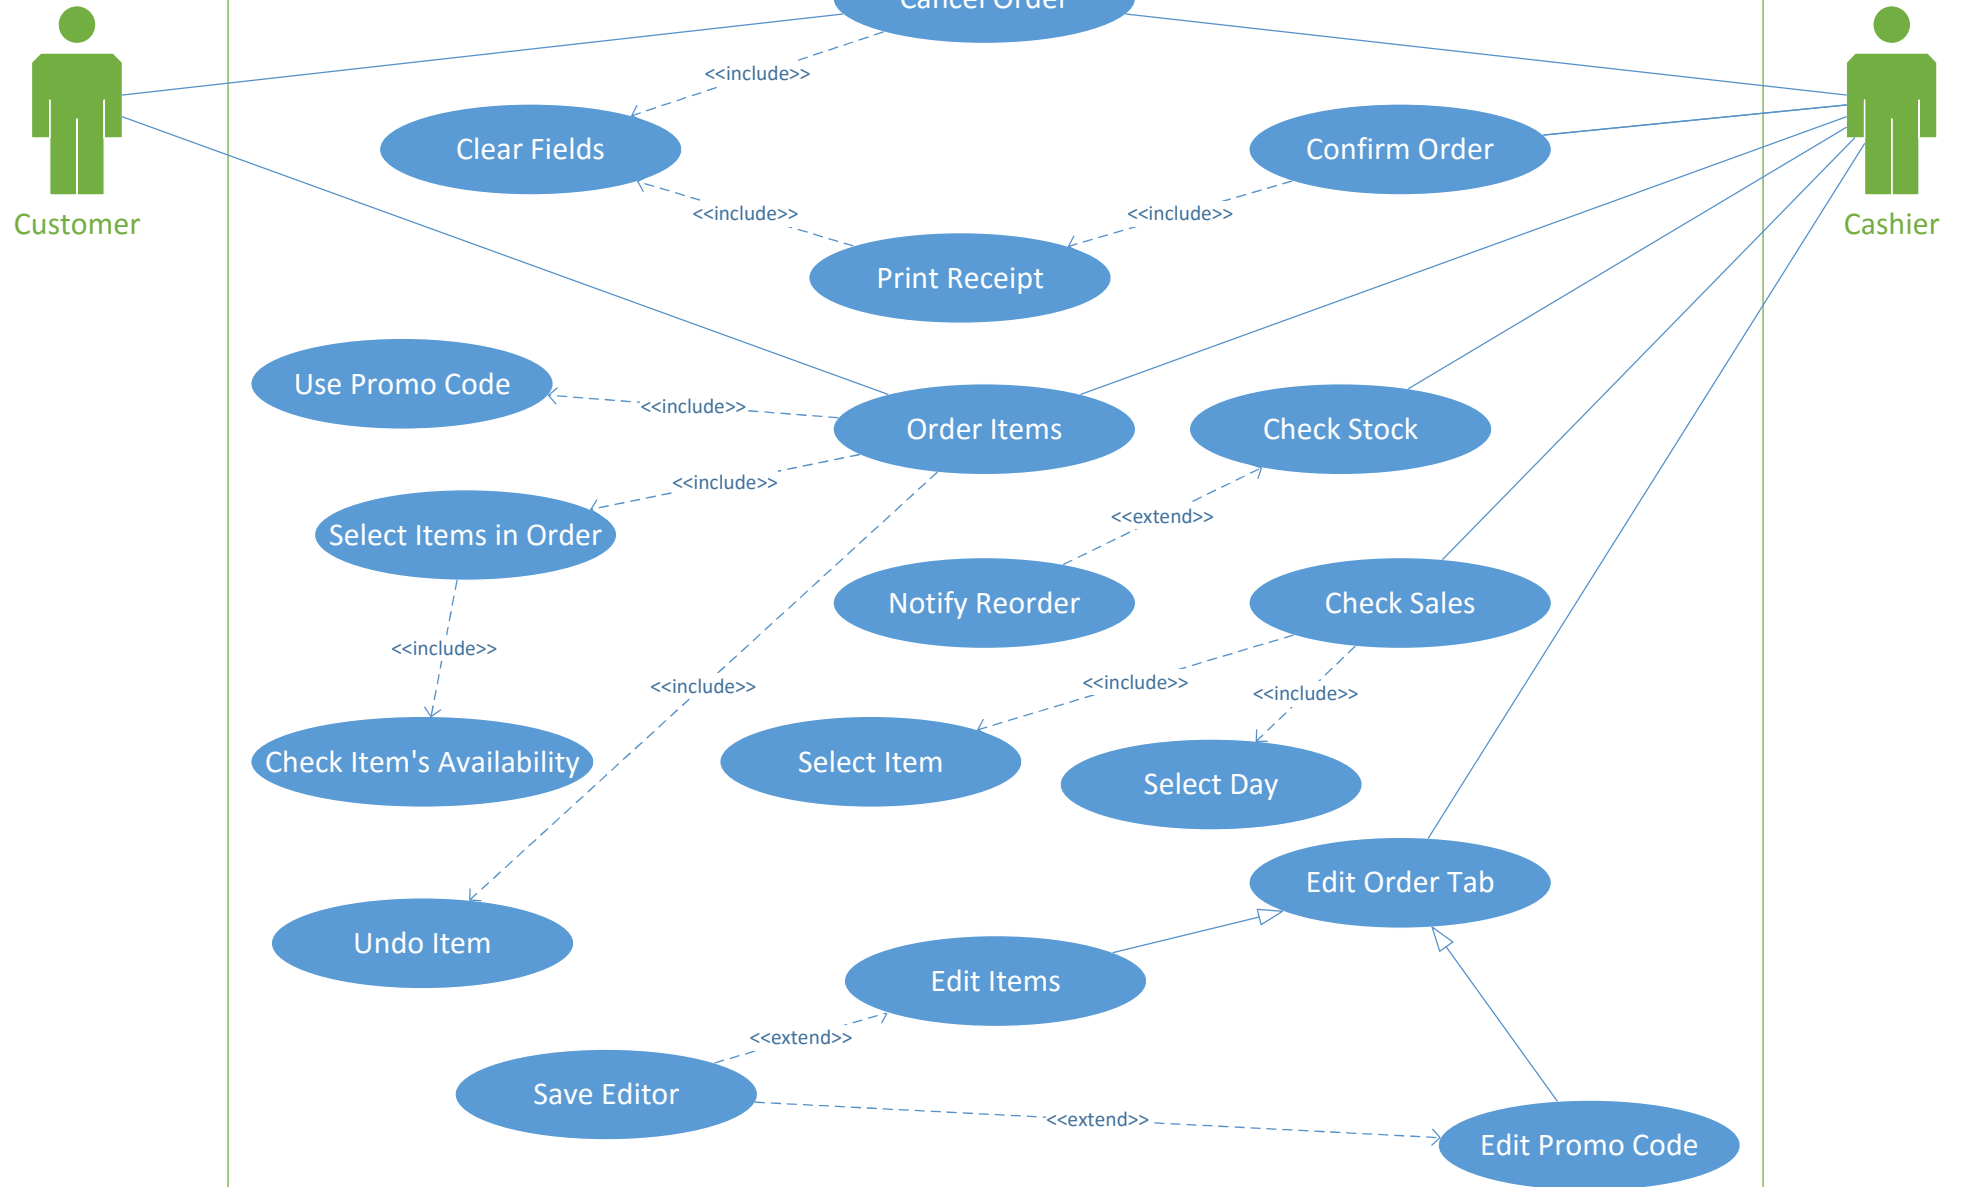 Cancel Order
<<include>>
Clear Fields
Confirm Order
Customer
<<include>>
<<include>>
Cashier
Print Receipt
Use Promo Code
<<include>>
Order Items
Check Stock
<<include>>
Select Items in Order
<<extend>>
Notify Reorder
Check Sales
<<include>>
<<include>>
<<include>>
<<include>>
Check Item's Availability
Select Item
Select Day
Edit Order Tab
Undo Item
Edit Items
<<extend>>
Save Editor
<<extend>>
Edit Promo Code